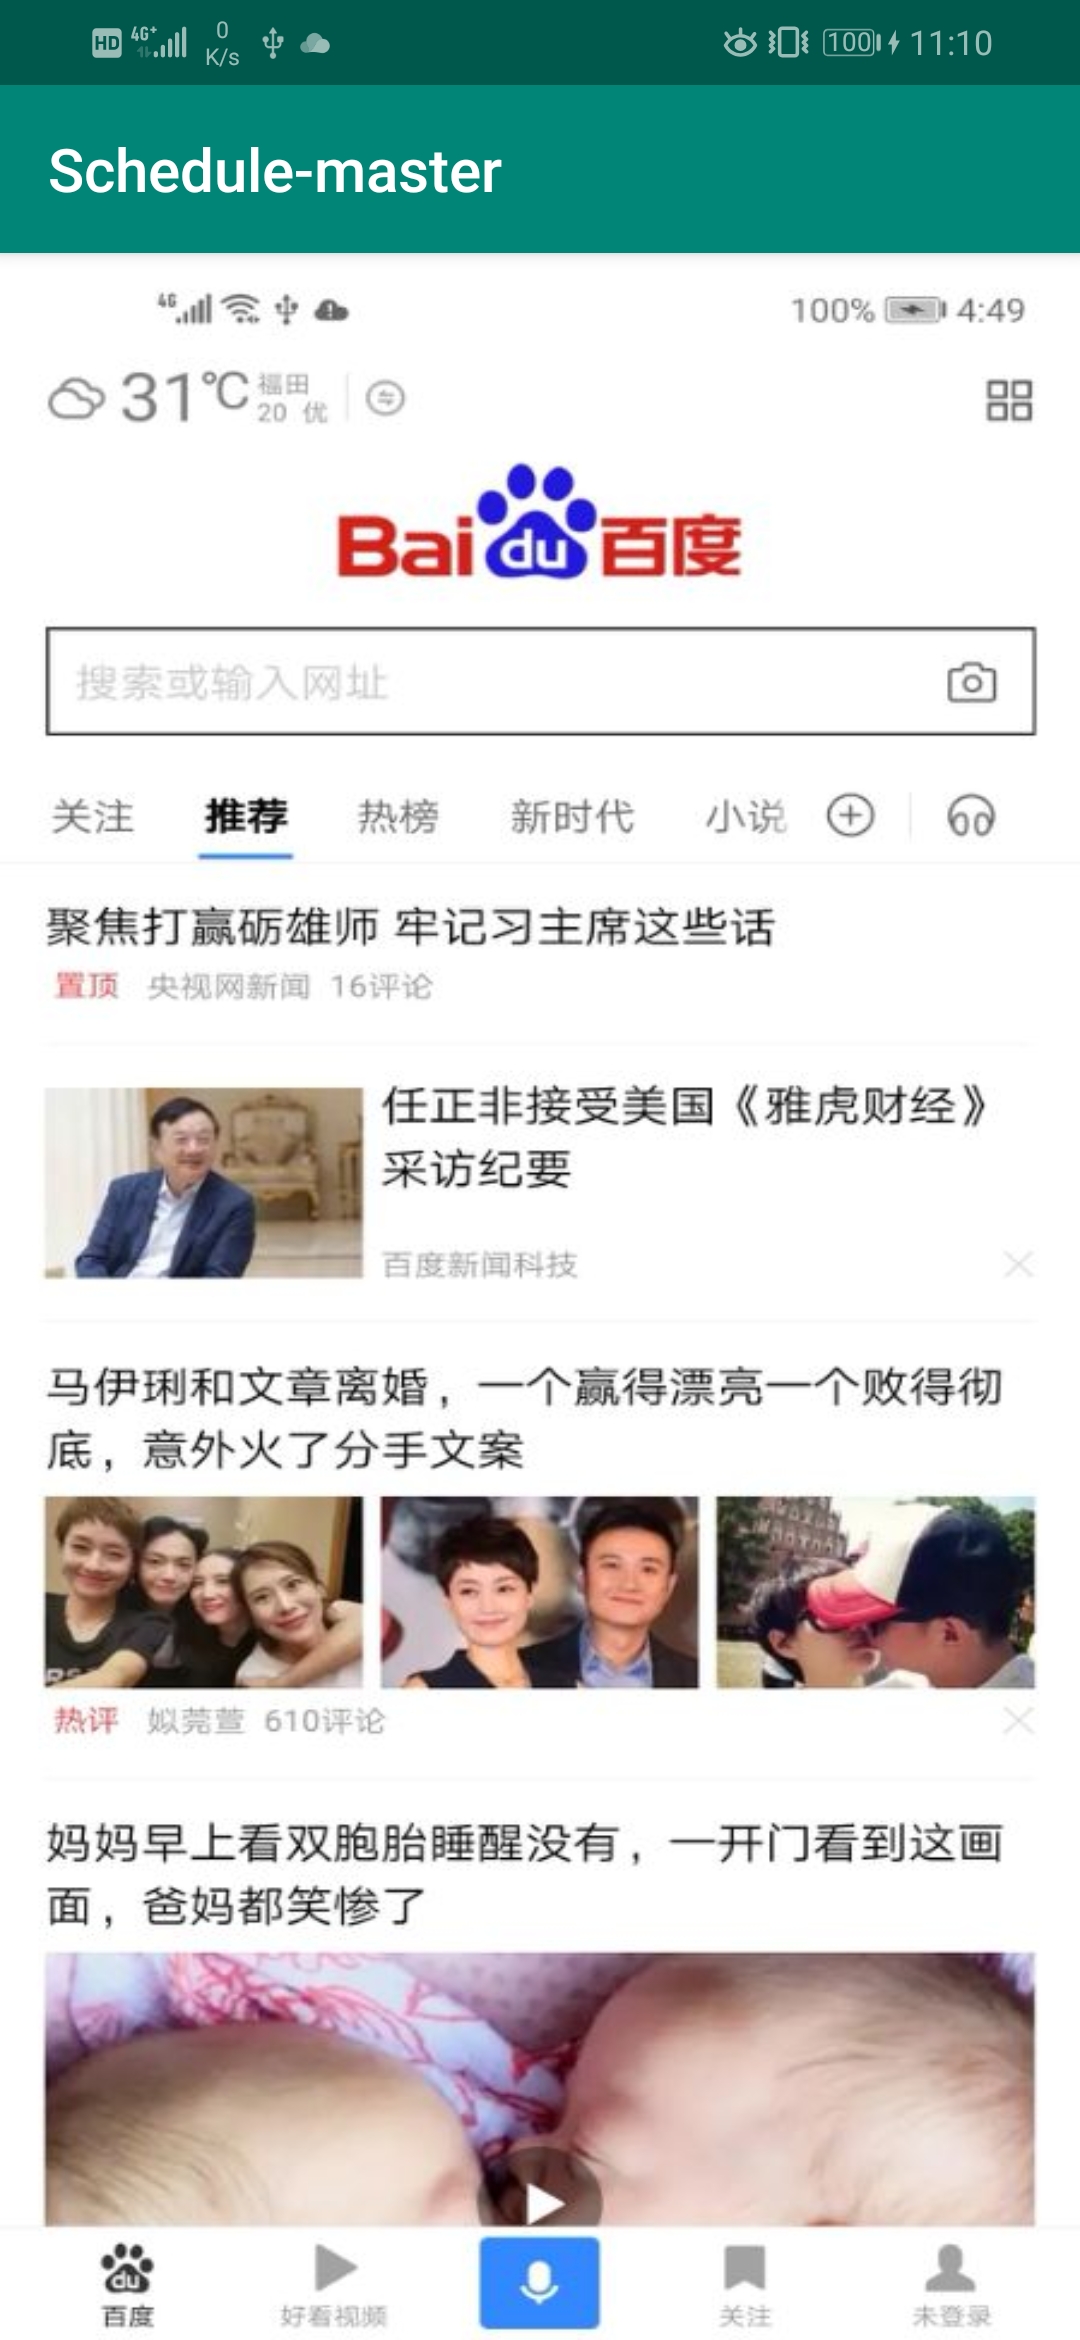 HD 4G+ 0 K/s 100 11:10
Schedule-master
4G 100% 4:49
31℃ 福田
20 优
Bai du 百度
搜索或输入网址
关注 推荐 热榜 新时代 小说
聚焦打赢砺雄师 牢记习主席这些话
置顶 央视网新闻 16评论
任正非接受美国《雅虎财经》
采访纪要
百度新闻科技
马伊琍和文章离婚，一个赢得漂亮一个败得彻
底，意外火了分手文案
热评 姒莞萱 610评论
妈妈早上看双胞胎睡醒没有，一开门看到这画
面，爸妈都笑惨了
du
百度 好看视频 关注 未登录